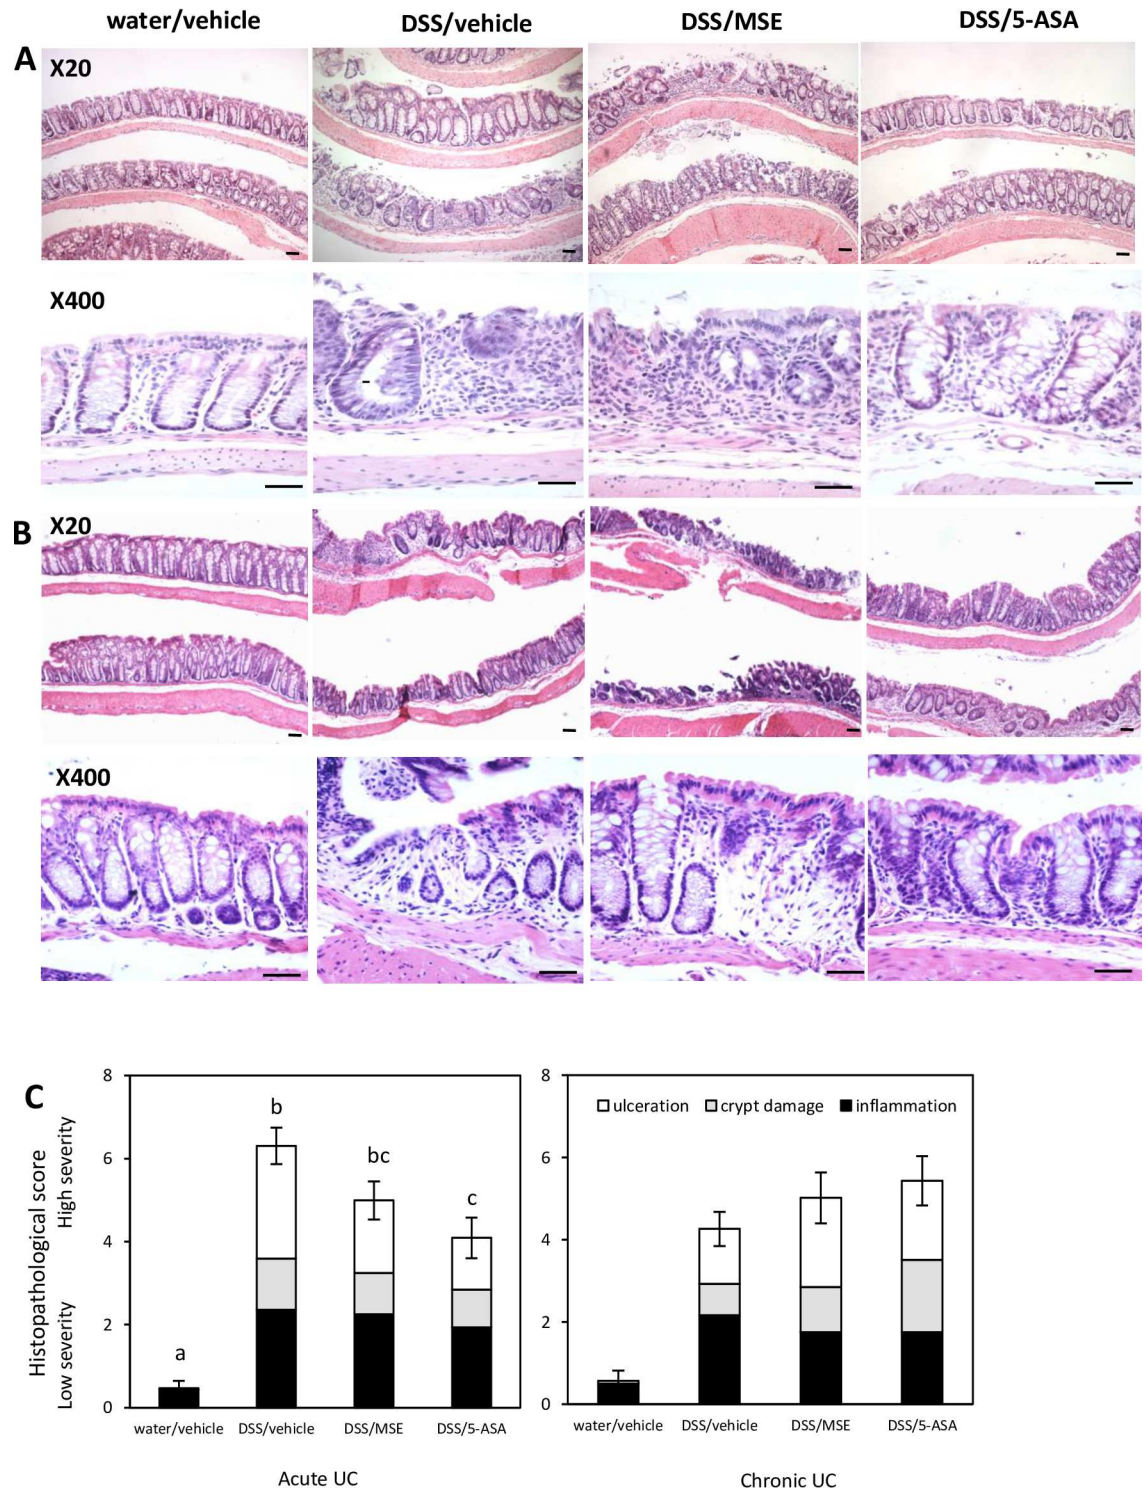 water/vehicle DSS/vehicle DSS/MSE DSS/5-ASA
A
X20
X400
B
X20
X400
C
Histopathological score
Low severity High severity
8
6
4
2
0
a
b
bc
c
water/vehicle DSS/vehicle DSS/MSE DSS/5-ASA
Acute UC
8
6
4
2
0
ulceration crypt damage inflammation
water/vehicle DSS/vehicle DSS/MSE DSS/5-ASA
Chronic UC